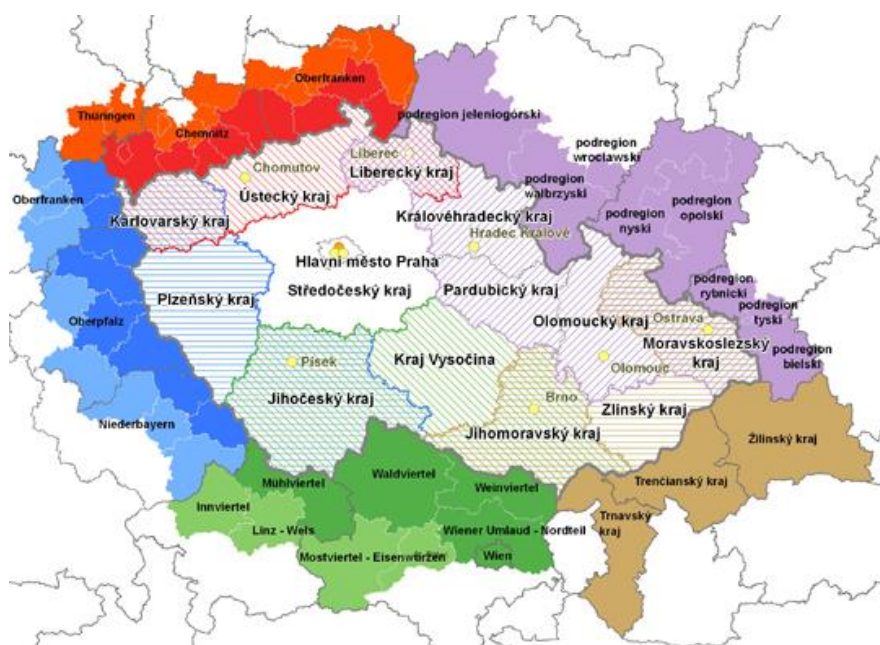 Oberfranken
Thüringen
Chemnitz
podregion jeleniogórski
podregion
wrocławski
Liberec
Liberecký kraj
Chomutov
Ústecký kraj
podregion
wałbrzyski
Oberfranken
Karlovarský kraj
Královéhradecký kraj
Hradec Králové
podregion
nyski
podregion
opolski
Hlavní město Praha
Plzeňský kraj
Středočeský kraj
Pardubický kraj
podregion
rybnicki
podregion
tyski
Oberpfalz
Olomoucký kraj
Ostrava
Moravskoslezský
kraj
podregion
bielski
Písek
Kraj Vysočina
Olomouc
Jihočeský kraj
Brno
Zlínský kraj
Niederbayern
Jihomoravský kraj
Žilinský kraj
Mühlviertel
Waldviertel
Weinviertel
Trenčianský kraj
Innviertel
Linz - Wels
Wiener Umlaud - Nordteil
Trnavský
kraj
Mostviertel - Eisenwurzen
Wien